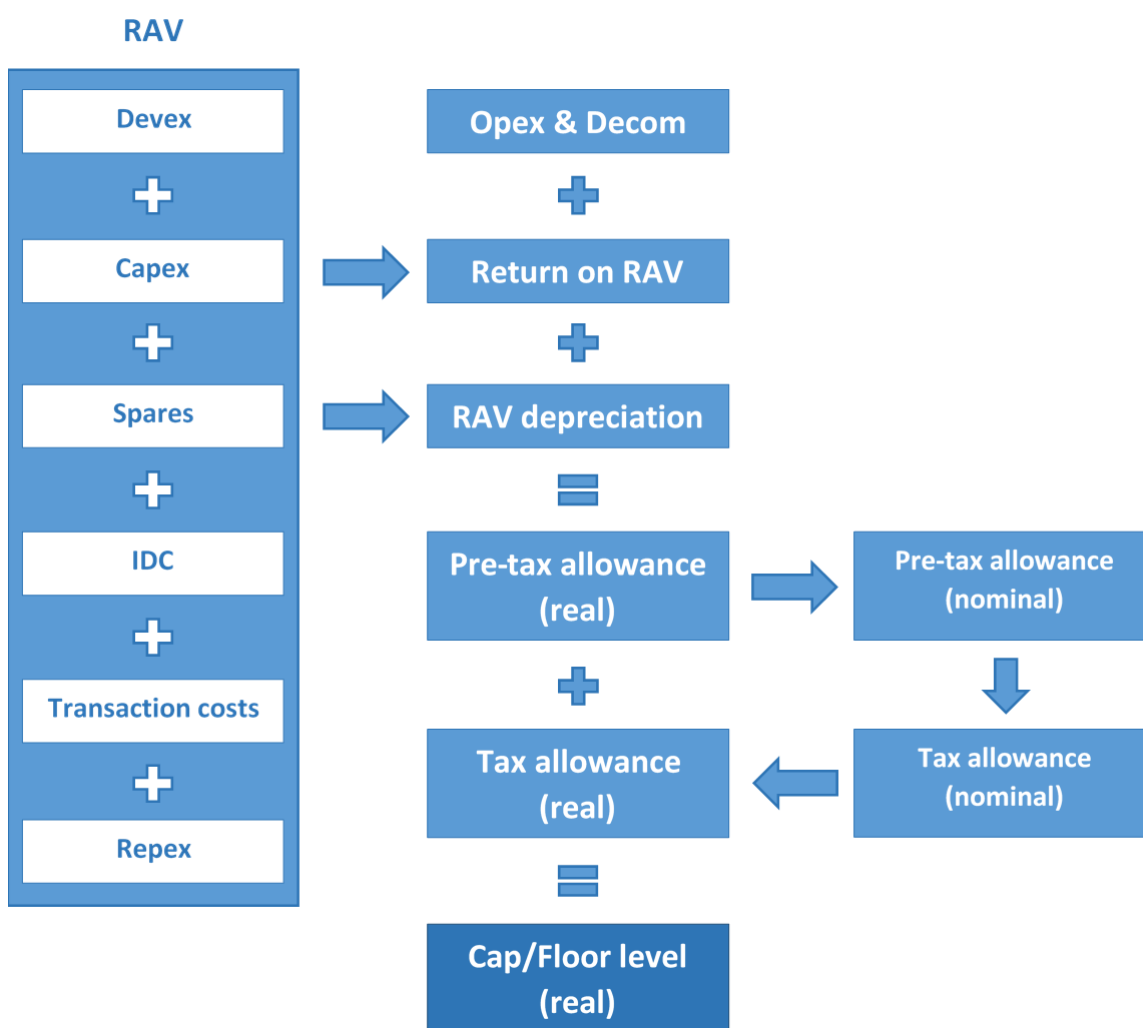 RAV
Devex
Capex
Spares
IDC
Transaction costs
Repex
Opex & Decom
Return on RAV
RAV depreciation
Pre-tax allowance
(real)
Pre-tax allowance
(nominal)
Tax allowance
(real)
Tax allowance
(nominal)
Cap/Floor level
(real)